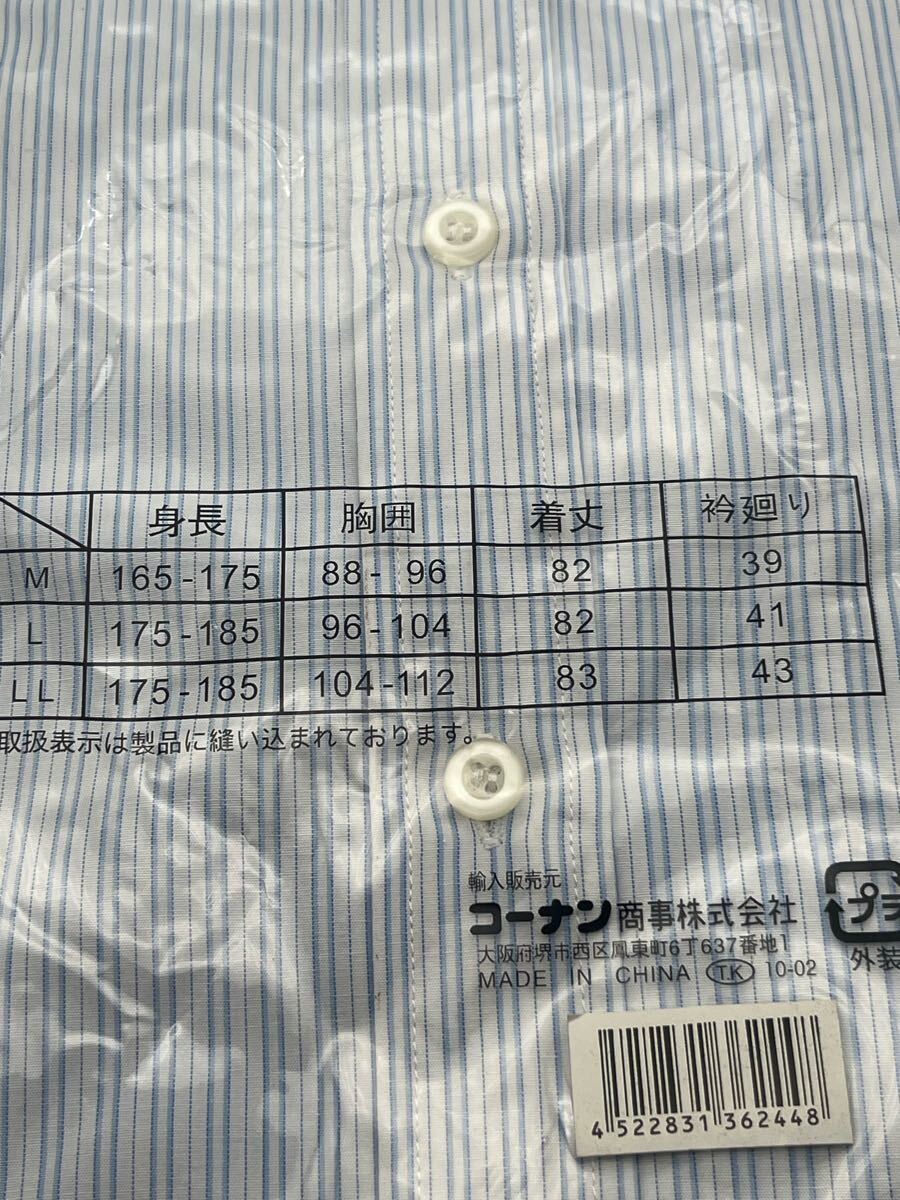 身長 胸囲 着丈 衿廻り
M 165-175 88- 96 82 39
L 175-185 96-104 82 41
LL 175-185 104-112 83 43
取扱表示は製品に縫い込まれております。
輸入販売元
コーナン商事株式会社
大阪府堺市西区鳳東町6丁637番地1
MADE IN CHINA T.K 10-02
プラ
外装
4 522831 362448